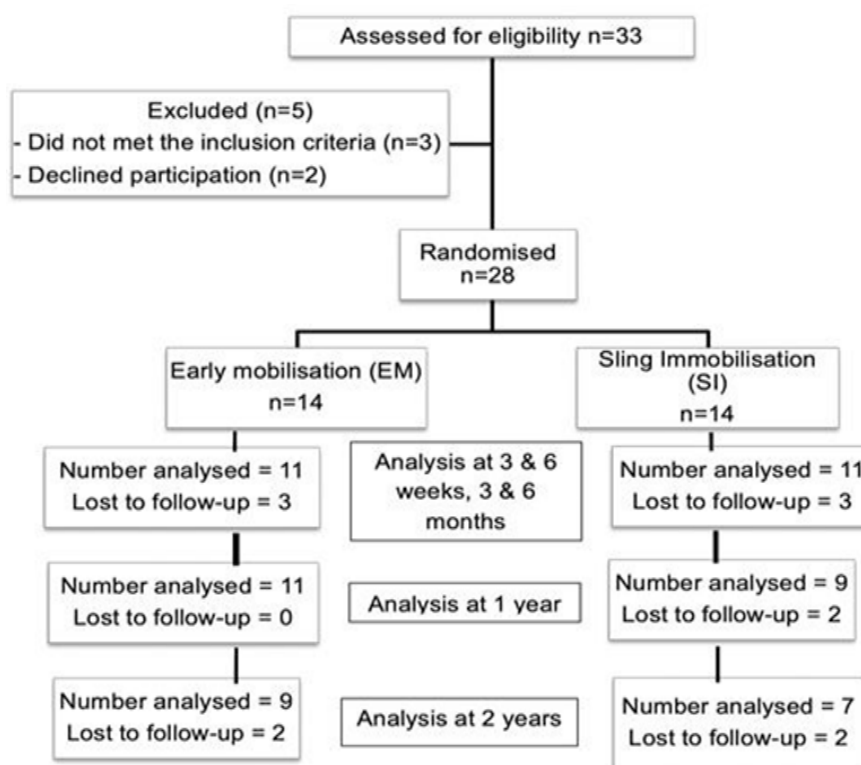 Assessed for eligibility n=33
Excluded (n=5)
- Did not met the inclusion criteria (n=3)
- Declined participation (n=2)
Randomised
n=28
Early mobilisation (EM)
n=14
Sling Immobilisation
(SI)
n=14
Number analysed = 11
Lost to follow-up = 3
Analysis at 3 & 6
weeks, 3 & 6
months
Number analysed = 11
Lost to follow-up = 3
Number analysed = 11
Lost to follow-up = 0
Analysis at 1 year
Number analysed = 9
Lost to follow-up = 2
Number analysed = 9
Lost to follow-up = 2
Analysis at 2 years
Number analysed = 7
Lost to follow-up = 2